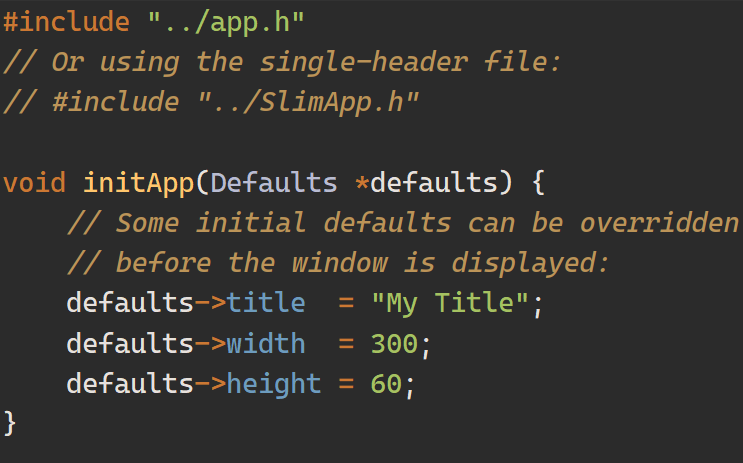 #include "../app.h"
// Or using the single-header file:
// #include "../SlimApp.h"

void initApp(Defaults *defaults) {
    // Some initial defaults can be overridden
    // before the window is displayed:
    defaults->title  = "My Title";
    defaults->width  = 300;
    defaults->height = 60;
}